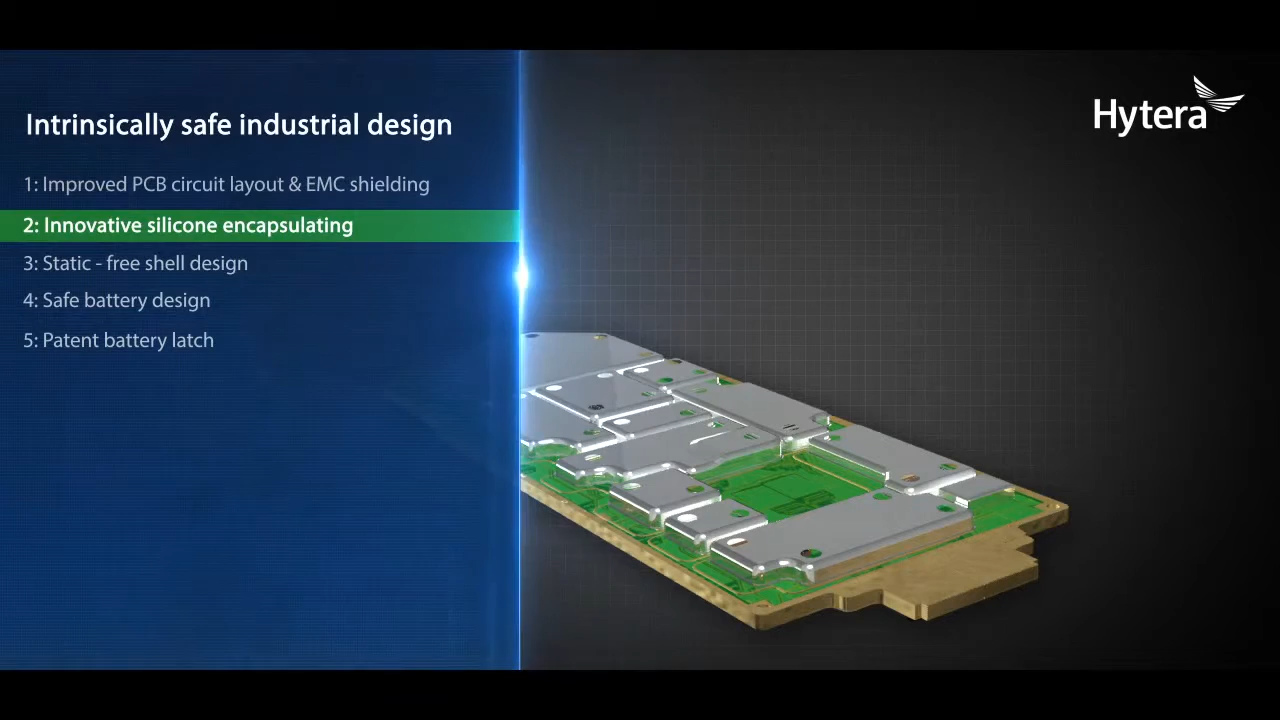 Intrinsically safe industrial design
Hytera
1: Improved PCB circuit layout & EMC shielding
2: Innovative silicone encapsulating
3: Static - free shell design
4: Safe battery design
5: Patent battery latch